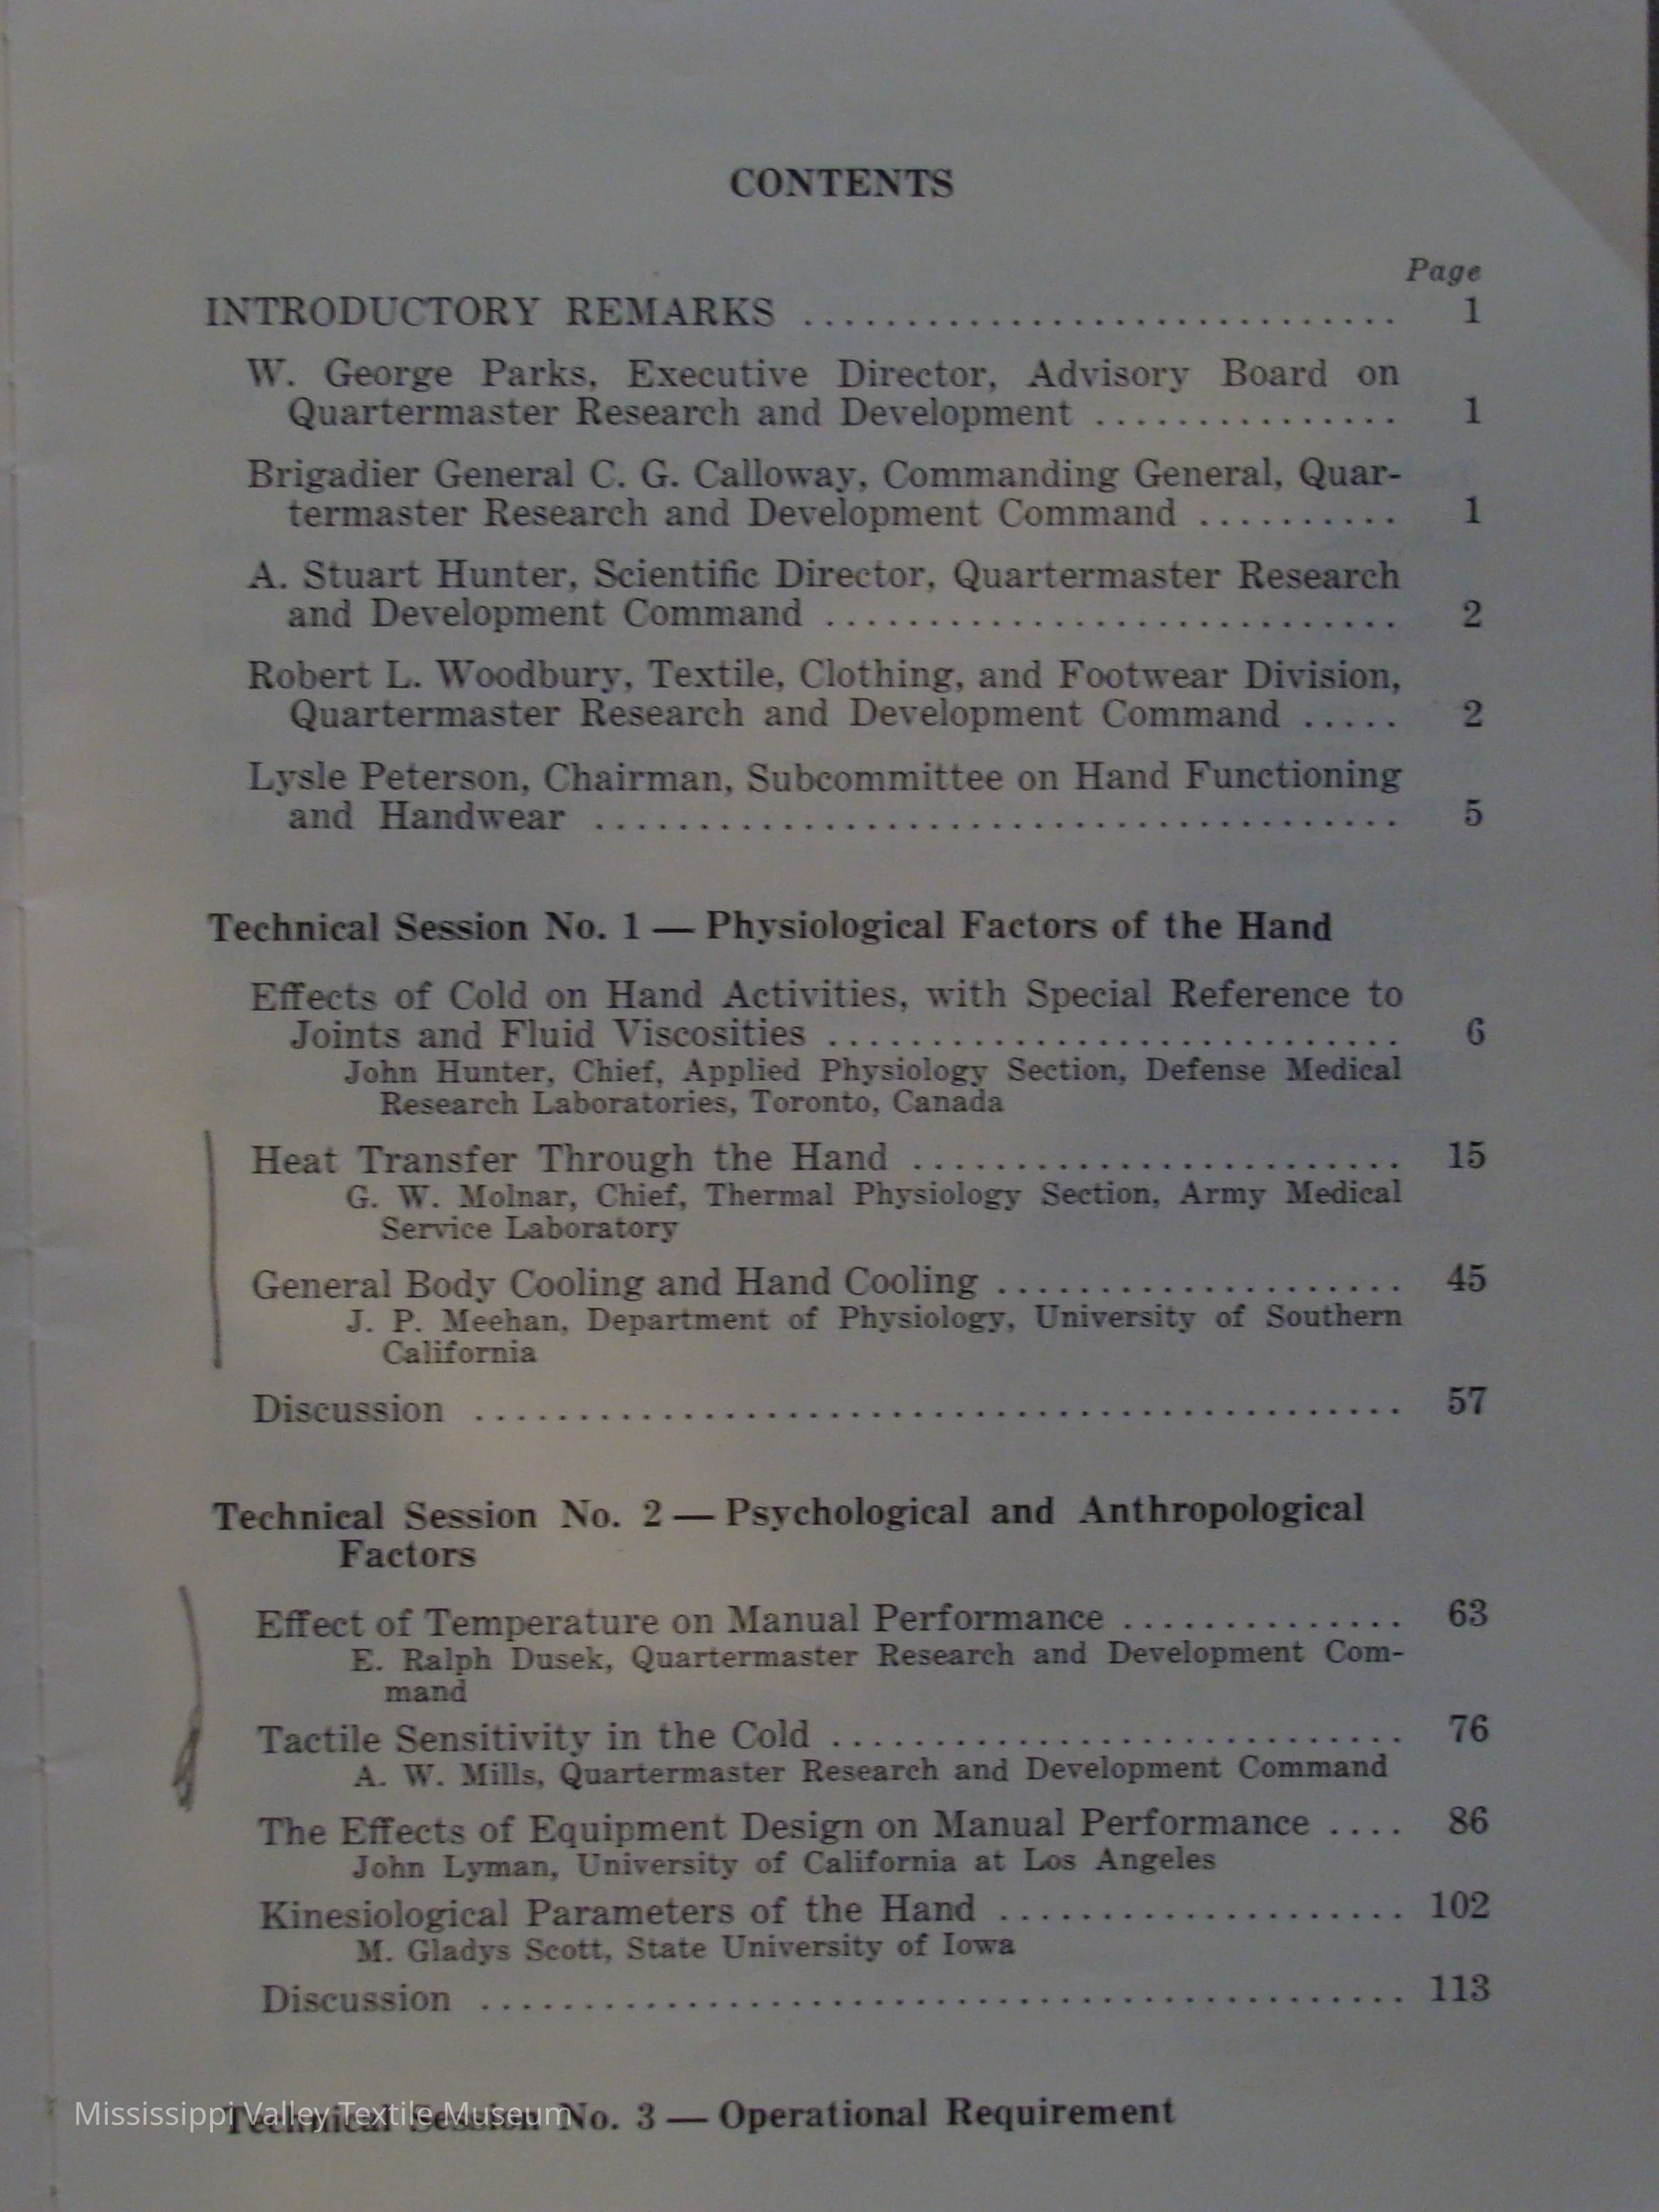 CONTENTS
Page
INTRODUCTORY REMARKS .............................. 1
W. George Parks, Executive Director, Advisory Board on
Quartermaster Research and Development ............... 1
Brigadier General C. G. Calloway, Commanding General, Quar-
termaster Research and Development Command .......... 1
A. Stuart Hunter, Scientific Director, Quartermaster Research
and Development Command ............................ 2
Robert L. Woodbury, Textile, Clothing, and Footwear Division,
Quartermaster Research and Development Command ..... 2
Lysle Peterson, Chairman, Subcommittee on Hand Functioning
and Handwear ....................................... 5
Technical Session No. 1 — Physiological Factors of the Hand
Effects of Cold on Hand Activities, with Special Reference to
Joints and Fluid Viscosities ............................ 6
John Hunter, Chief, Applied Physiology Section, Defense Medical
Research Laboratories, Toronto, Canada
Heat Transfer Through the Hand ........................ 15
G. W. Molnar, Chief, Thermal Physiology Section, Army Medical
Service Laboratory
General Body Cooling and Hand Cooling .................... 45
J. P. Meehan, Department of Physiology, University of Southern
California
Discussion ............................................. 57
Technical Session No. 2 — Psychological and Anthropological
Factors
Effect of Temperature on Manual Performance .............. 63
E. Ralph Dusek, Quartermaster Research and Development Com-
mand
Tactile Sensitivity in the Cold ............................ 76
A. W. Mills, Quartermaster Research and Development Command
The Effects of Equipment Design on Manual Performance .... 86
John Lyman, University of California at Los Angeles
Kinesiological Parameters of the Hand .................... 102
M. Gladys Scott, State University of Iowa
Discussion ............................................. 113
Technical Session No. 3 — Operational Requirement
Mississippi Valley Textile Museum